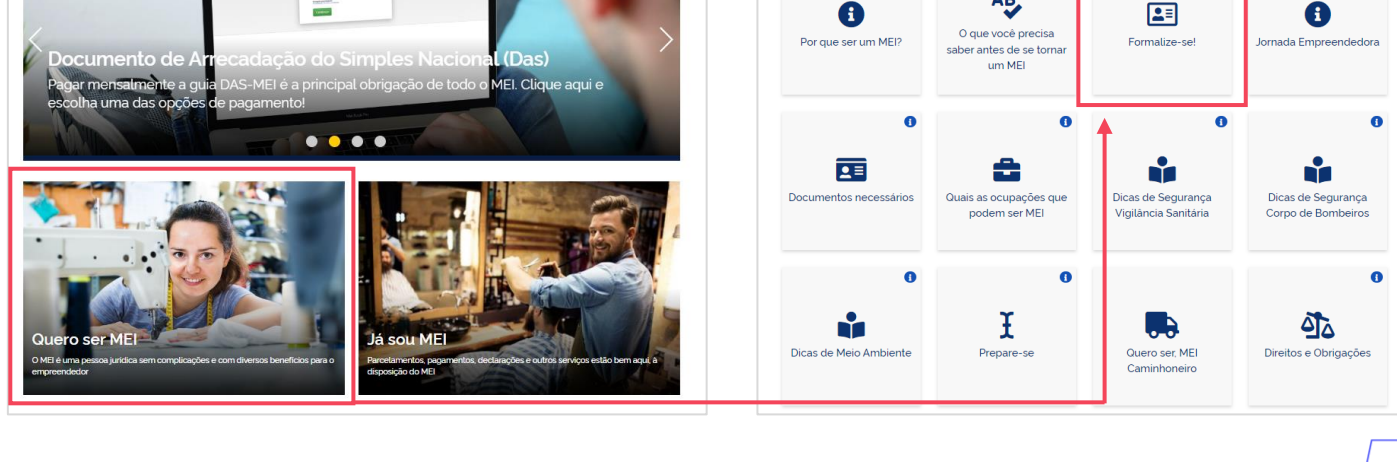 Documento de Arrecadação do Simples Nacional (Das)
Pagar mensalmente a guia DAS-MEI é a principal obrigação de todo o MEI. Clique aqui e
escolha uma das opções de pagamento!
Quero ser MEI
O MEI é uma pessoa jurídica sem complicações e com diversos benefícios para o
empreendedor
Já sou MEI
Parcelamentos, pagamentos, declarações e outros serviços estão bem aqui, à
disposição do MEI
Por que ser um MEI?
O que você precisa
saber antes de se tornar
um MEI
Formalize-se!
Jornada Empreendedora
Documentos necessários
Quais as ocupações que
podem ser MEI
Dicas de Segurança
Vigilância Sanitária
Dicas de Segurança
Corpo de Bombeiros
Dicas de Meio Ambiente
Prepare-se
Quero ser, MEI
Caminhoneiro
Direitos e Obrigações